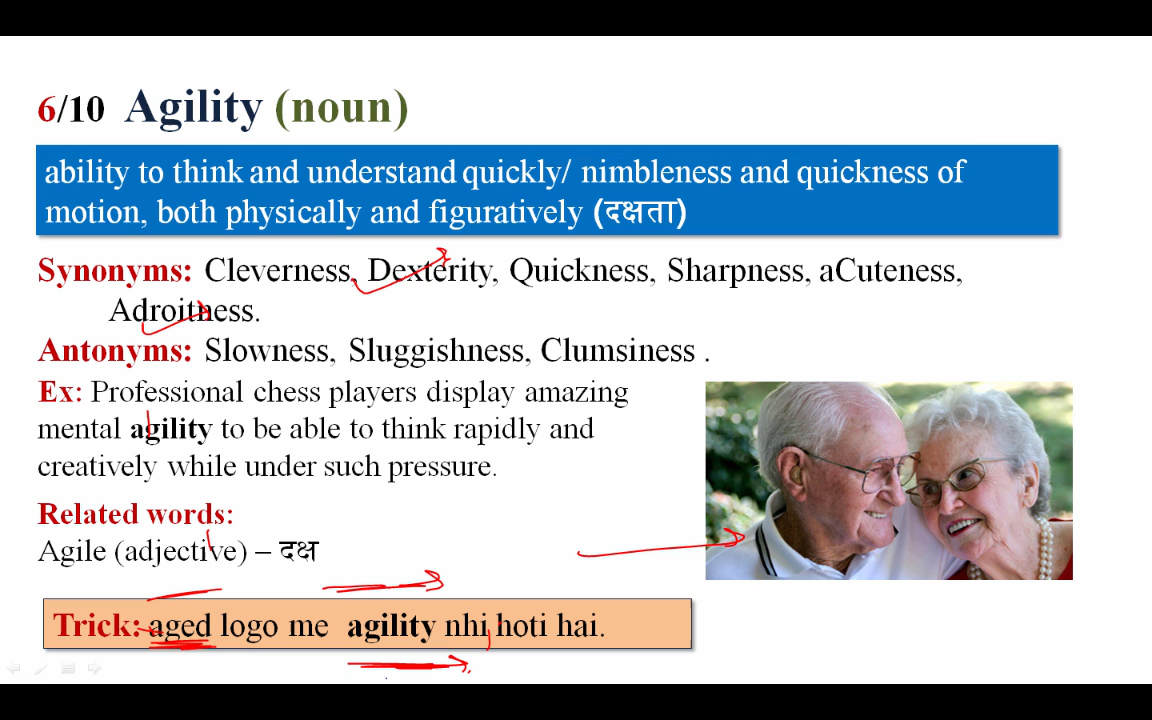 6/10 Agility (noun)
ability to think and understand quickly/ nimbleness and quickness of
motion, both physically and figuratively (दक्षता)
Synonyms: Cleverness, Dexterity, Quickness, Sharpness, aCuteness,
Adroitness.
Antonyms: Slowness, Sluggishness, Clumsiness .
Ex: Professional chess players display amazing
mental agility to be able to think rapidly and
creatively while under such pressure.
Related words:
Agile (adjective) – दक्ष
Trick: aged logo me agility nhi hoti hai.